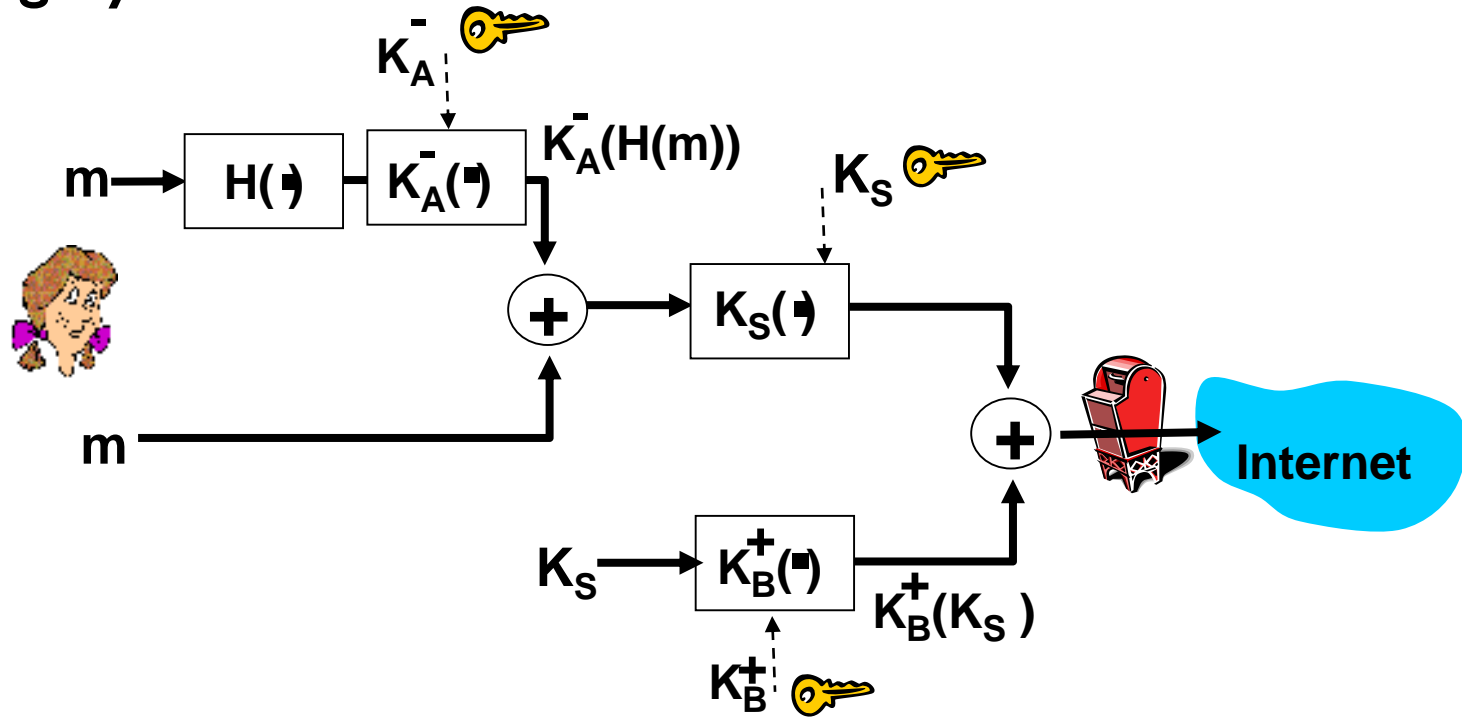 K_A^-
m
H(·)
K_A^-(·)
K_A^-(H(m))
K_S
+
K_S(·)
m
+
Internet
K_S
K_B^+(·)
K_B^+(K_S )
K_B^+